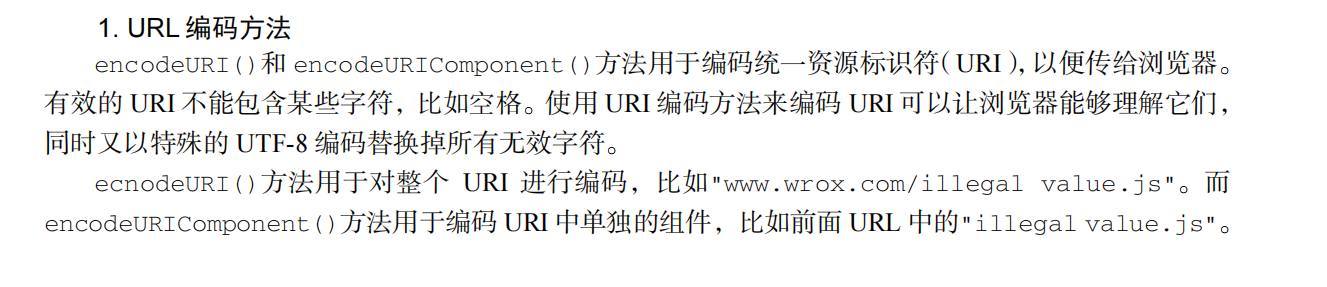 1. URL 编码方法
encodeURI()和 encodeURIComponent()方法用于编码统一资源标识符（URI），以便传给浏览器。
有效的 URI 不能包含某些字符，比如空格。使用 URI 编码方法来编码 URI 可以让浏览器能够理解它们，
同时又以特殊的 UTF-8 编码替换掉所有无效字符。
ecnodeURI()方法用于对整个 URI 进行编码，比如"www.wrox.com/illegal value.js"。而
encodeURIComponent()方法用于编码 URI 中单独的组件，比如前面 URL 中的"illegal value.js"。